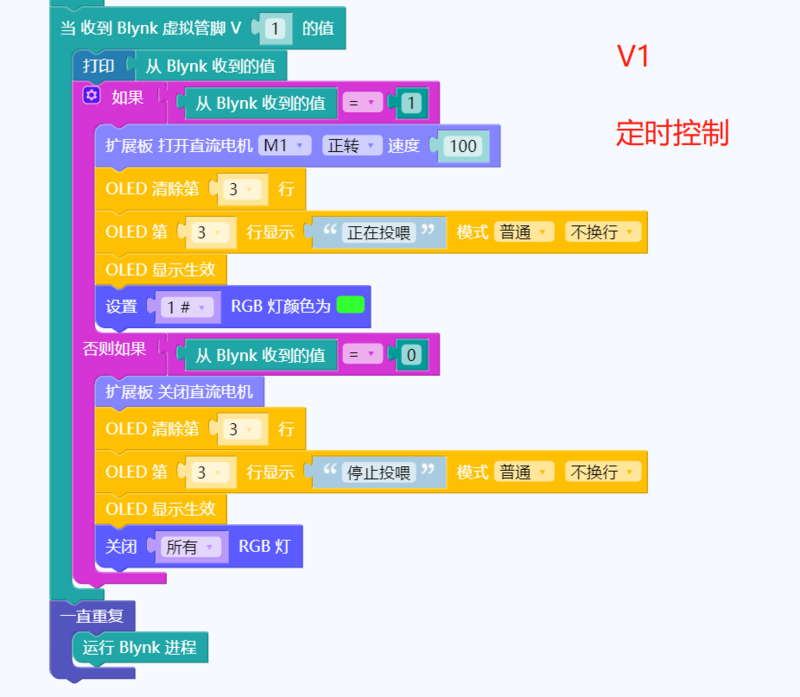 当 收到 Blynk 虚拟管脚 V 1 的值
V1
打印 从 Blynk 收到的值
如果 从 Blynk 收到的值 = 1
定时控制
扩展板 打开直流电机 M1 正转 速度 100
OLED 清除第 3 行
OLED 第 3 行显示 “ 正在投喂 ” 模式 普通 不换行
OLED 显示生效
设置 1 # RGB 灯颜色为
否则如果 从 Blynk 收到的值 = 0
扩展板 关闭直流电机
OLED 清除第 3 行
OLED 第 3 行显示 “ 停止投喂 ” 模式 普通 不换行
OLED 显示生效
关闭 所有 RGB 灯
一直重复
运行 Blynk 进程